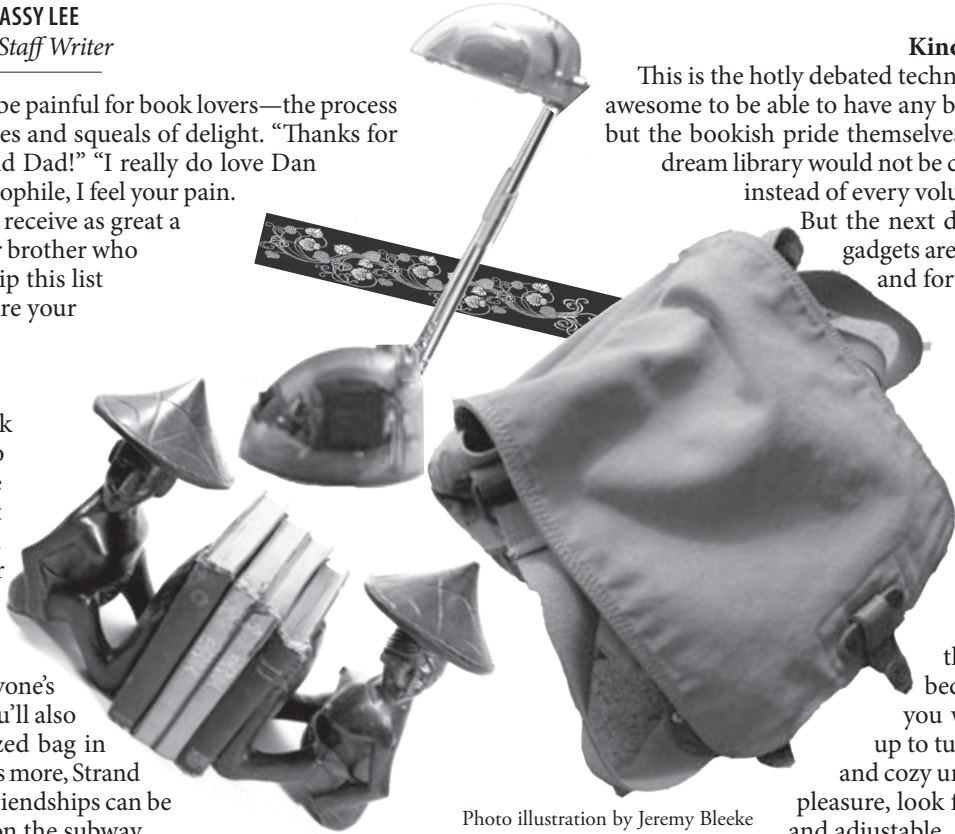 ASSY LEE
Staff Writer
be painful for book lovers—the process
es and squeals of delight. “Thanks for
d Dad!” “I really do love Dan
ophile, I feel your pain.
receive as great a
r brother who
ip this list
re your
k
e
r
yone’s
u’ll also
zed bag in
s more, Strand
riendships can be
on the subway
Kind
This is the hotly debated techn
awesome to be able to have any b
but the bookish pride themselve
dream library would not be c
instead of every volu
But the next d
gadgets are
and for
th
bec
you w
up to tu
and cozy un
pleasure, look f
and adjustable
Photo illustration by Jeremy Bleeke